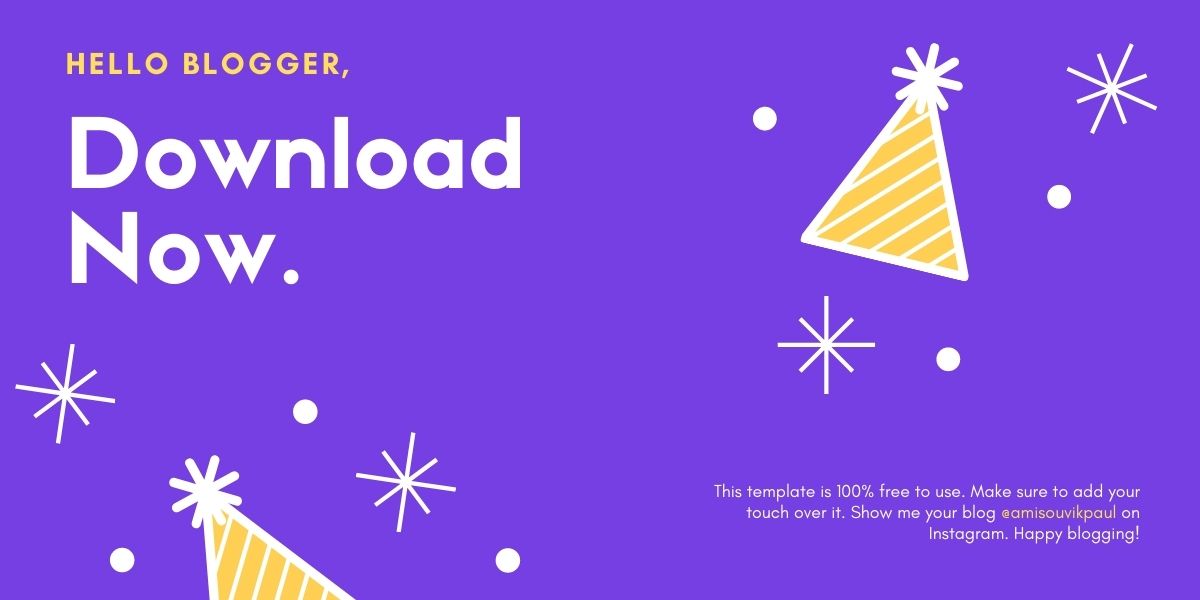 HELLO BLOGGER,
Download
Now.
This template is 100% free to use. Make sure to add your
touch over it. Show me your blog @amisouvikpaul on
Instagram. Happy blogging!